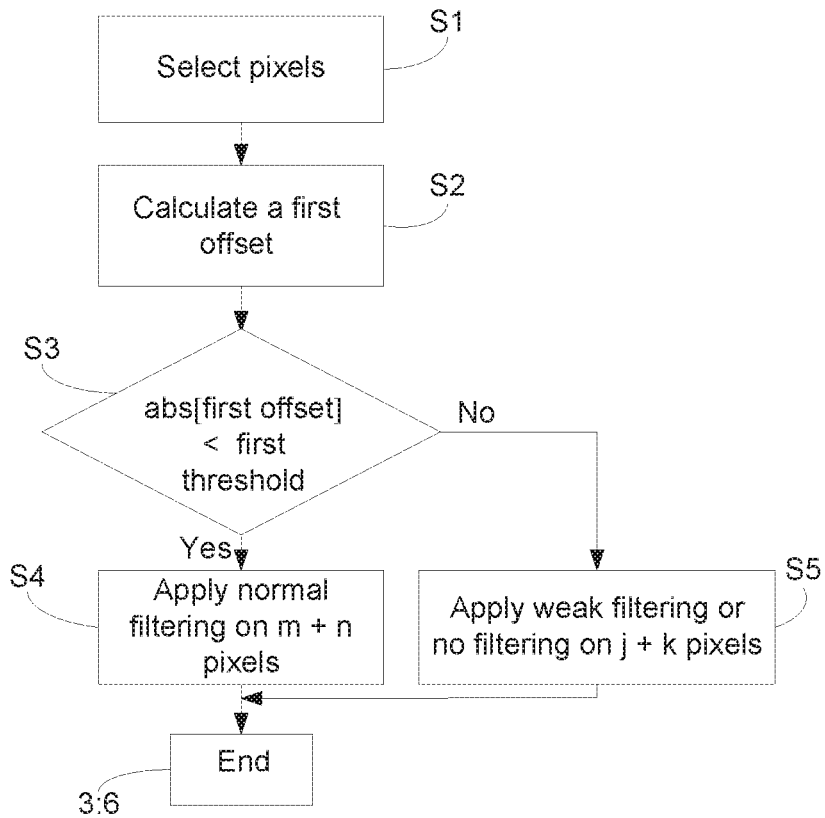 S1
Select pixels
S2
Calculate a first
offset
S3
abs[first offset]
< first
threshold
No
Yes
S4
Apply normal
filtering on m + n
pixels
S5
Apply weak filtering or
no filtering on j + k pixels
End
3:6